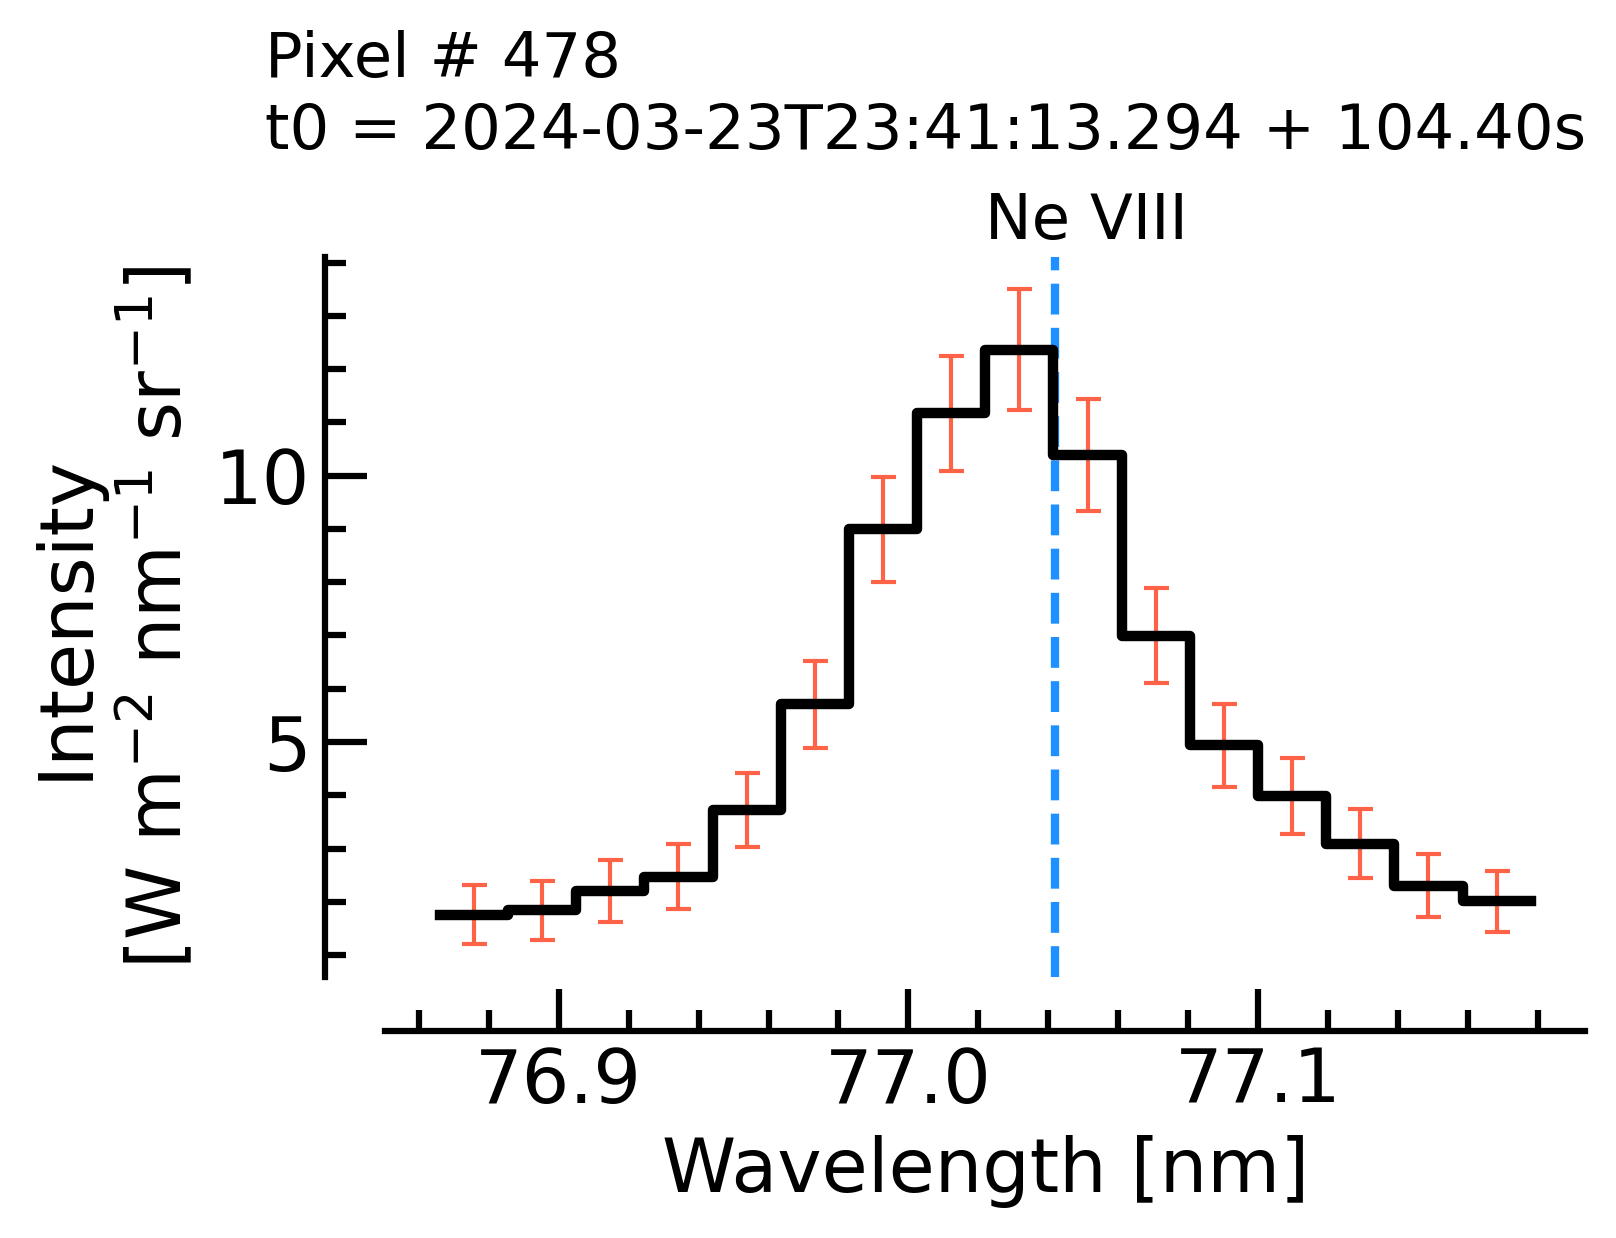 Pixel # 478
t0 = 2024-03-23T23:41:13.294 + 104.40s
Ne VIII
Intensity
[W m⁻² nm⁻¹ sr⁻¹]
10
5
76.9 77.0 77.1
Wavelength [nm]